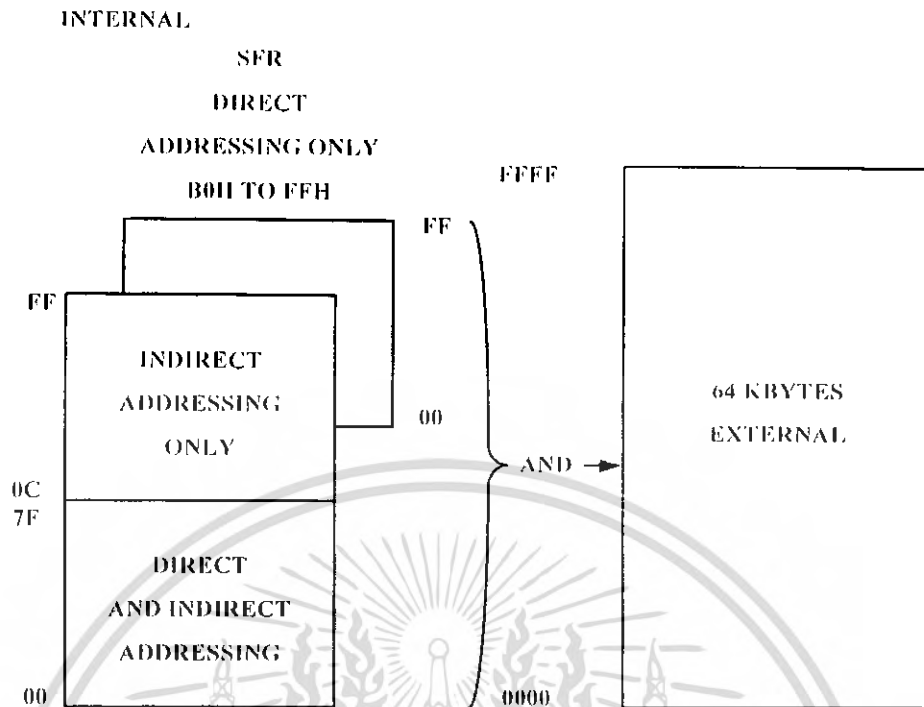 INTERNAL
SFR
DIRECT
ADDRESSING ONLY
B0H TO FFH
FF
00
FF
INDIRECT
ADDRESSING
ONLY
0C
7F
DIRECT
AND INDIRECT
ADDRESSING
00
AND
FFFF
64 KBYTES
EXTERNAL
0000